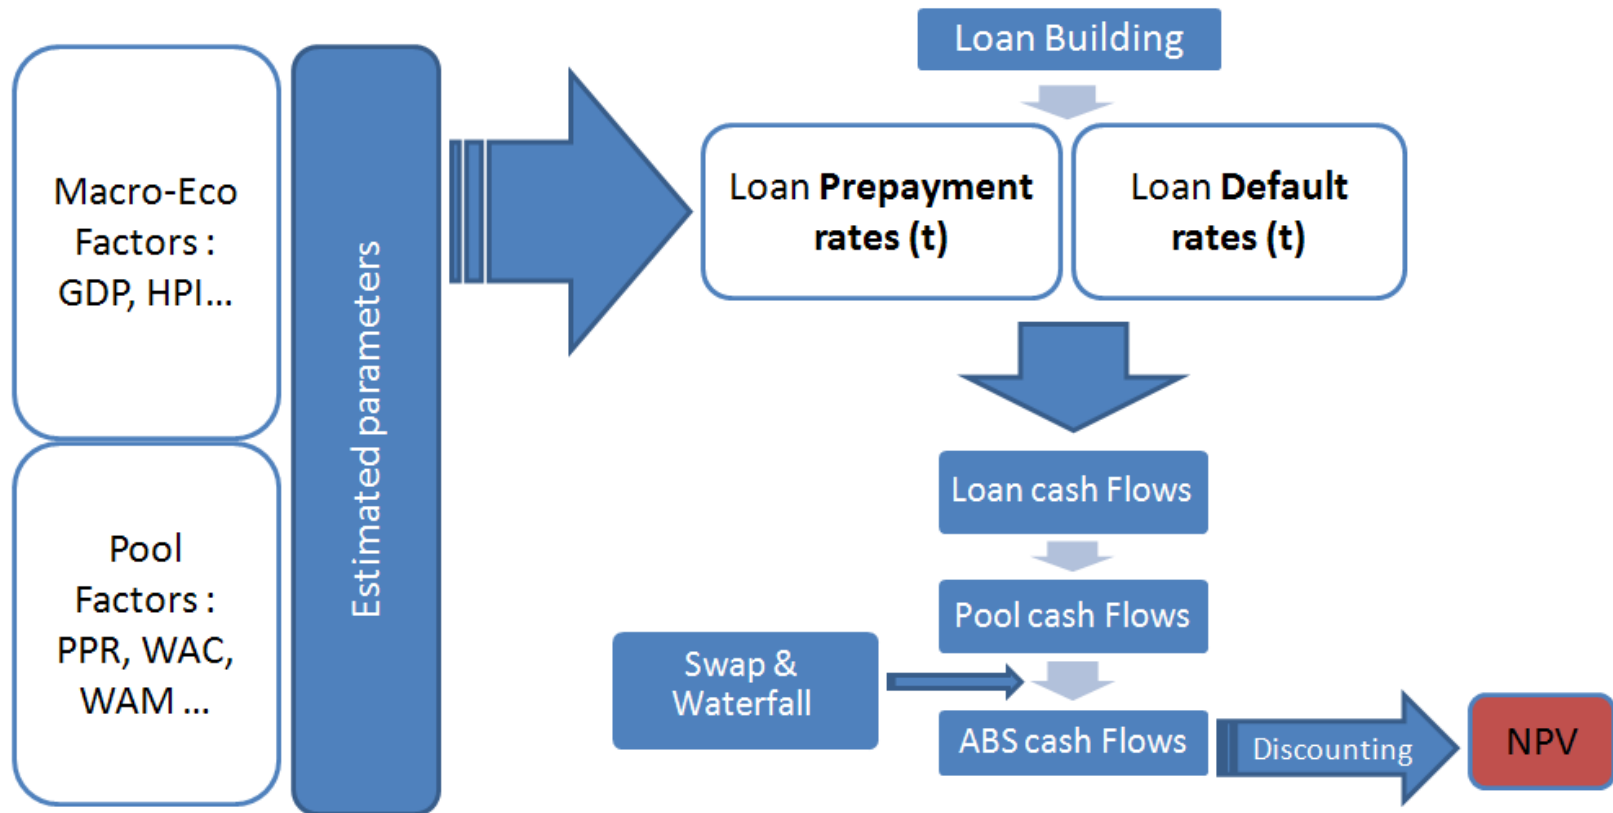 Macro-Eco
Factors :
GDP, HPI...
Pool
Factors :
PPR, WAC,
WAM ...
Estimated parameters
Loan Building
Loan Prepayment
rates (t)
Loan Default
rates (t)
Loan cash Flows
Pool cash Flows
Swap &
Waterfall
ABS cash Flows
Discounting
NPV